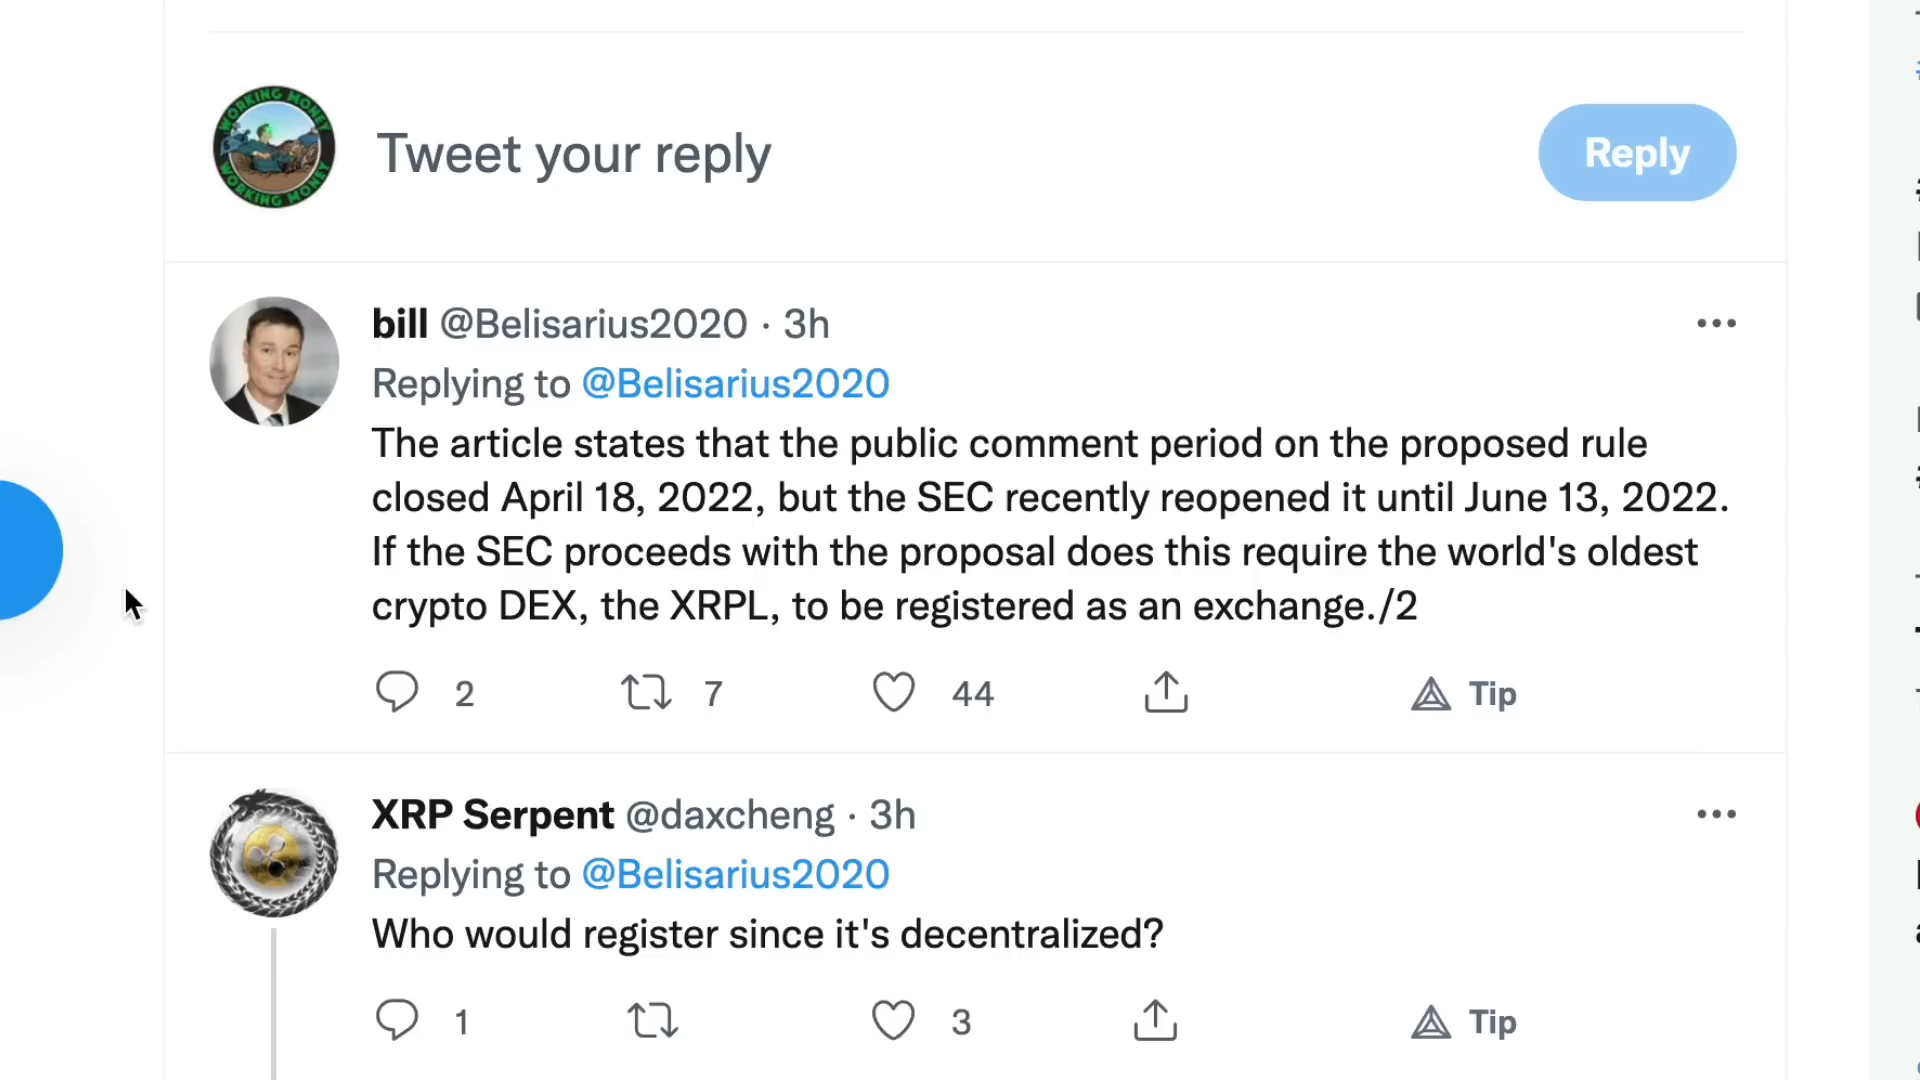 WORKING MONEY
WORKING MONEY
Tweet your reply
Reply
bill @Belisarius2020 · 3h
Replying to @Belisarius2020
The article states that the public comment period on the proposed rule
closed April 18, 2022, but the SEC recently reopened it until June 13, 2022.
If the SEC proceeds with the proposal does this require the world's oldest
crypto DEX, the XRPL, to be registered as an exchange./2
2 7 44 Tip
XRP Serpent @daxcheng · 3h
Replying to @Belisarius2020
Who would register since it's decentralized?
1 3 Tip